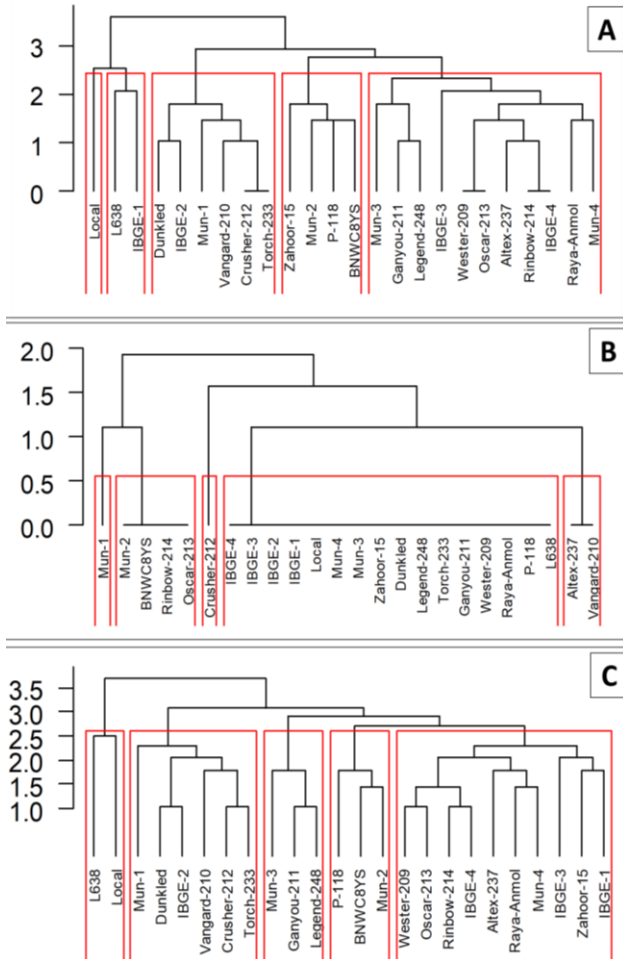 A
3
2
1
0
Local
L638
IBGE-1
Dunkled
IBGE-2
Mun-1
Vangard-210
Crusher-212
Torch-233
Zahoor-15
Mun-2
P-118
BNWC8YS
Mun-3
Ganyou-211
Legend-248
IBGE-3
Wester-209
Oscar-213
Altex-237
Rinbow-214
IBGE-4
Raya-Anmol
Mun-4
B
2.0
1.5
1.0
0.5
0.0
Mun-1
Mun-2
BNWC8YS
Rinbow-214
Oscar-213
Crusher-212
IBGE-4
IBGE-3
IBGE-2
IBGE-1
Local
Mun-4
Mun-3
Zahoor-15
Dunkled
Legend-248
Torch-233
Ganyou-211
Wester-209
Raya-Anmol
P-118
L638
Altex-237
Vangard-210
C
3.5
3.0
2.5
2.0
1.5
1.0
L638
Local
Mun-1
Dunkled
IBGE-2
Vangard-210
Crusher-212
Torch-233
Mun-3
Ganyou-211
Legend-248
P-118
BNWC8YS
Mun-2
Wester-209
Oscar-213
Rinbow-214
IBGE-4
Altex-237
Raya-Anmol
Mun-4
IBGE-3
Zahoor-15
IBGE-1